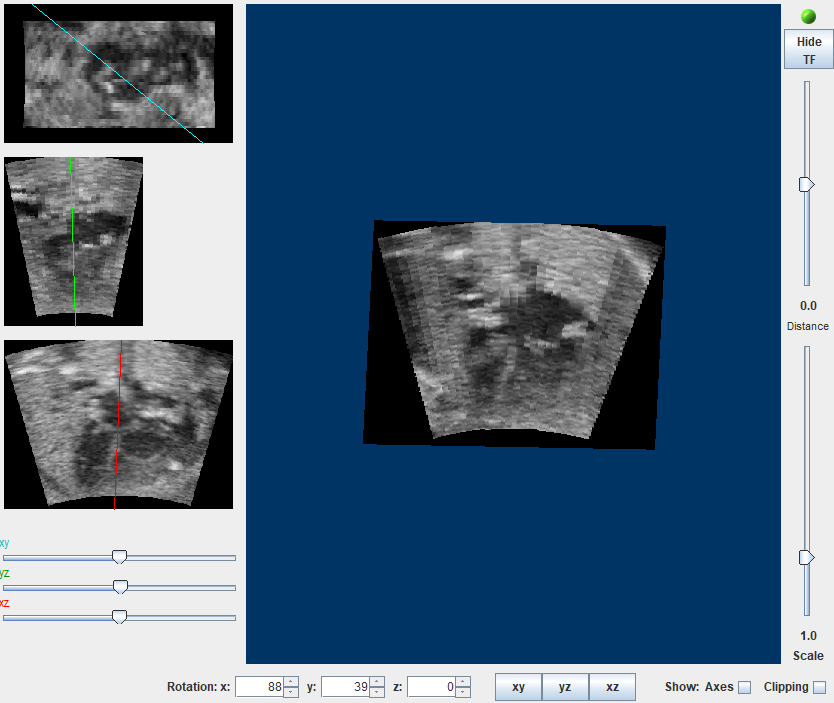 Hide
TF
0.0
Distance
xy
yz
xz
1.0
Scale
Rotation: x: 88 y: 39 z: 0 xy yz xz Show: Axes Clipping